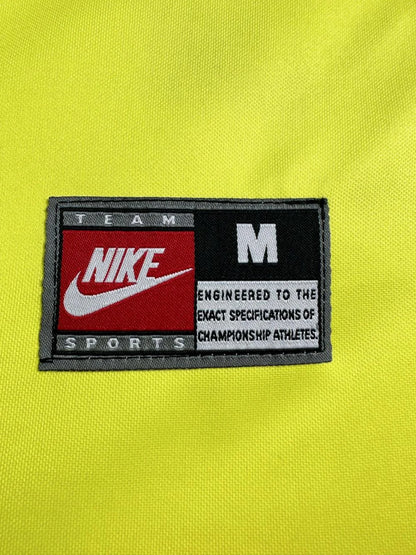 TEAM
NIKE
SPORTS
M
ENGINEERED TO THE
EXACT SPECIFICATIONS OF
CHAMPIONSHIP ATHLETES.